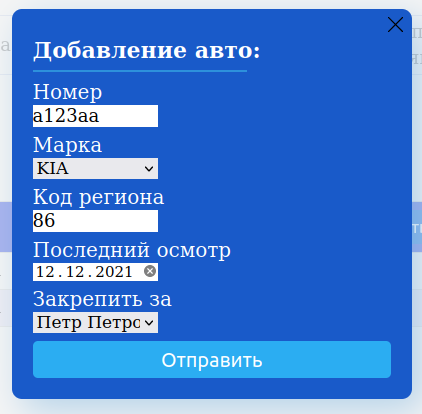 Добавление авто:
Номер
а123аа
Марка
KIA
Код региона
86
Последний осмотр
12.12.2021
Закрепить за
Петр Петро
Отправить